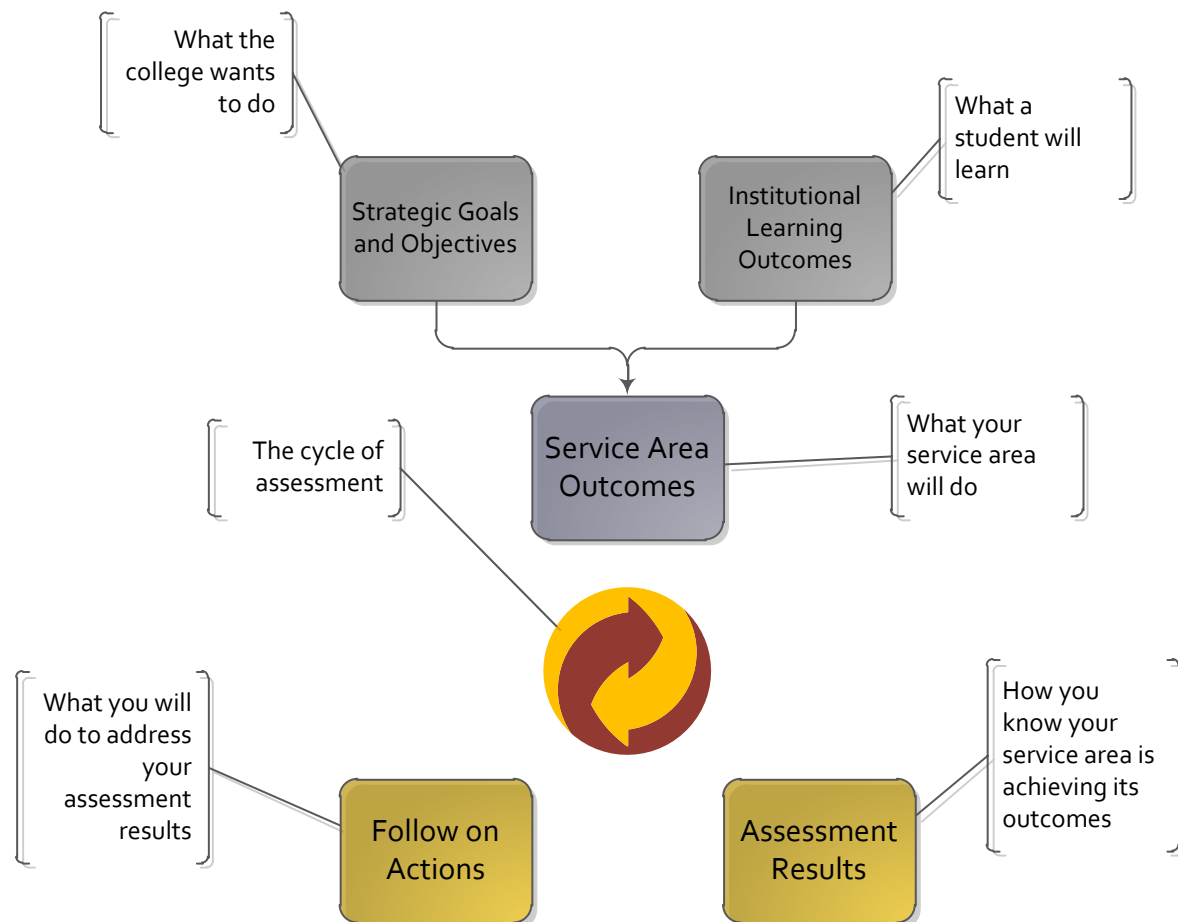 What the
college wants
to do
What a
student will
learn
Strategic Goals
and Objectives
Institutional
Learning
Outcomes
The cycle of
assessment
Service Area
Outcomes
What your
service area
will do
What you will
do to address
your
assessment
results
How you
know your
service area is
achieving its
outcomes
Follow on
Actions
Assessment
Results